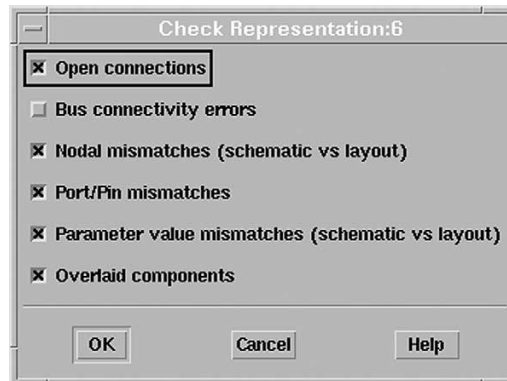 Check Representation:6
Open connections
Bus connectivity errors
Nodal mismatches (schematic vs layout)
Port/Pin mismatches
Parameter value mismatches (schematic vs layout)
Overlaid components
OK Cancel Help